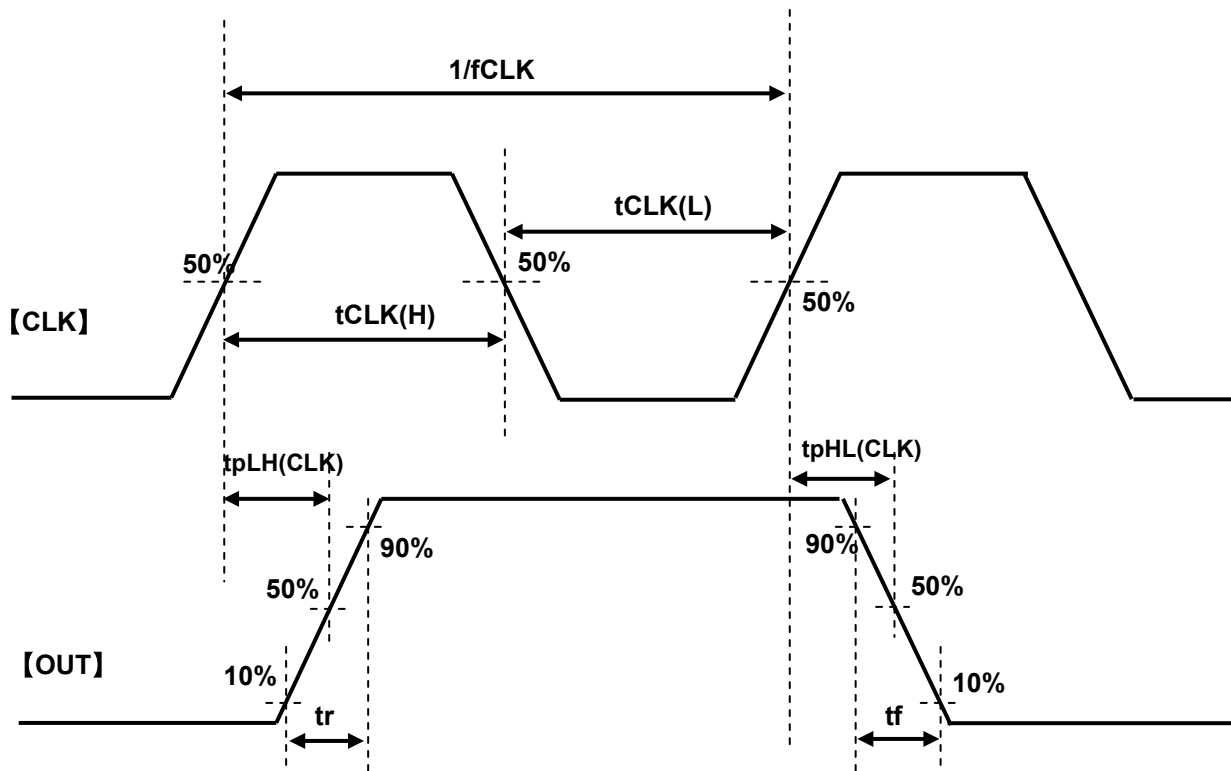 1/fCLK
tCLK(L)
50%
50%
50%
tCLK(H)
【CLK】
tpLH(CLK)
tpHL(CLK)
90%
90%
50%
50%
【OUT】
10%
10%
tr
tf